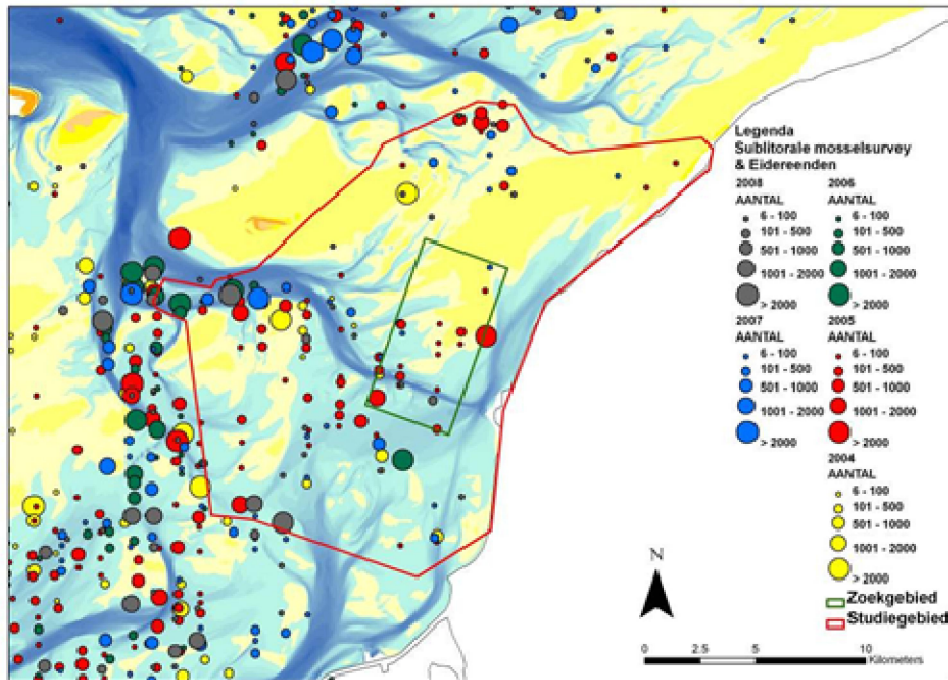 Legenda
Sublitorale mosselsurvey
& Eidereenden
2008
AANTAL
6 - 100
101 - 500
501 - 1000
1001 - 2000
> 2000
2006
AANTAL
6 - 100
101 - 500
501 - 1000
1001 - 2000
> 2000
2007
AANTAL
6 - 100
101 - 500
501 - 1000
1001 - 2000
> 2000
2005
AANTAL
6 - 100
101 - 500
501 - 1000
1001 - 2000
> 2000
2004
AANTAL
6 - 100
101 - 500
501 - 1000
1001 - 2000
> 2000
Zoekgebied
Studiegebied
N
0 2.5 5 10
Kilometers